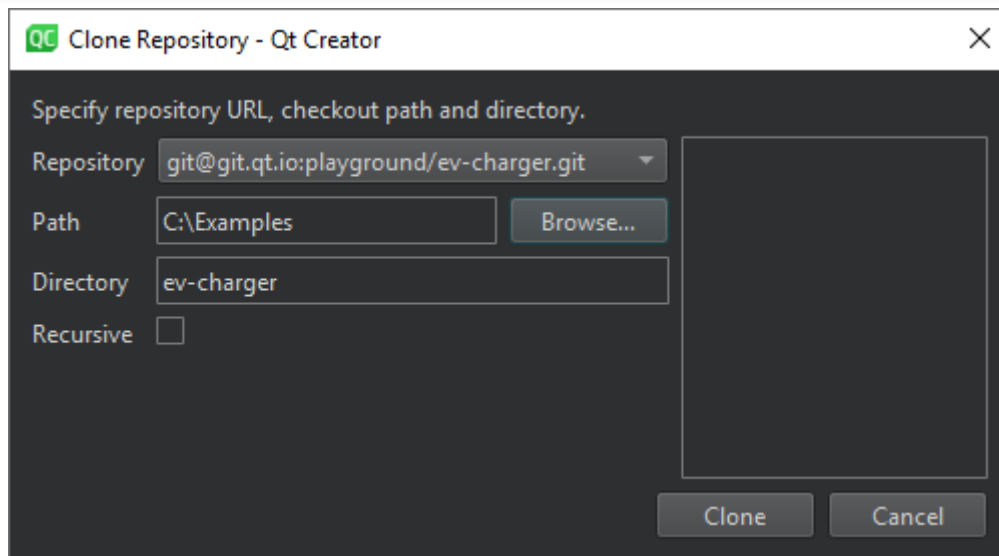 QC Clone Repository - Qt Creator
Specify repository URL, checkout path and directory.
Repository git@git.qt.io:playground/ev-charger.git
Path C:\Examples Browse...
Directory ev-charger
Recursive
Clone Cancel